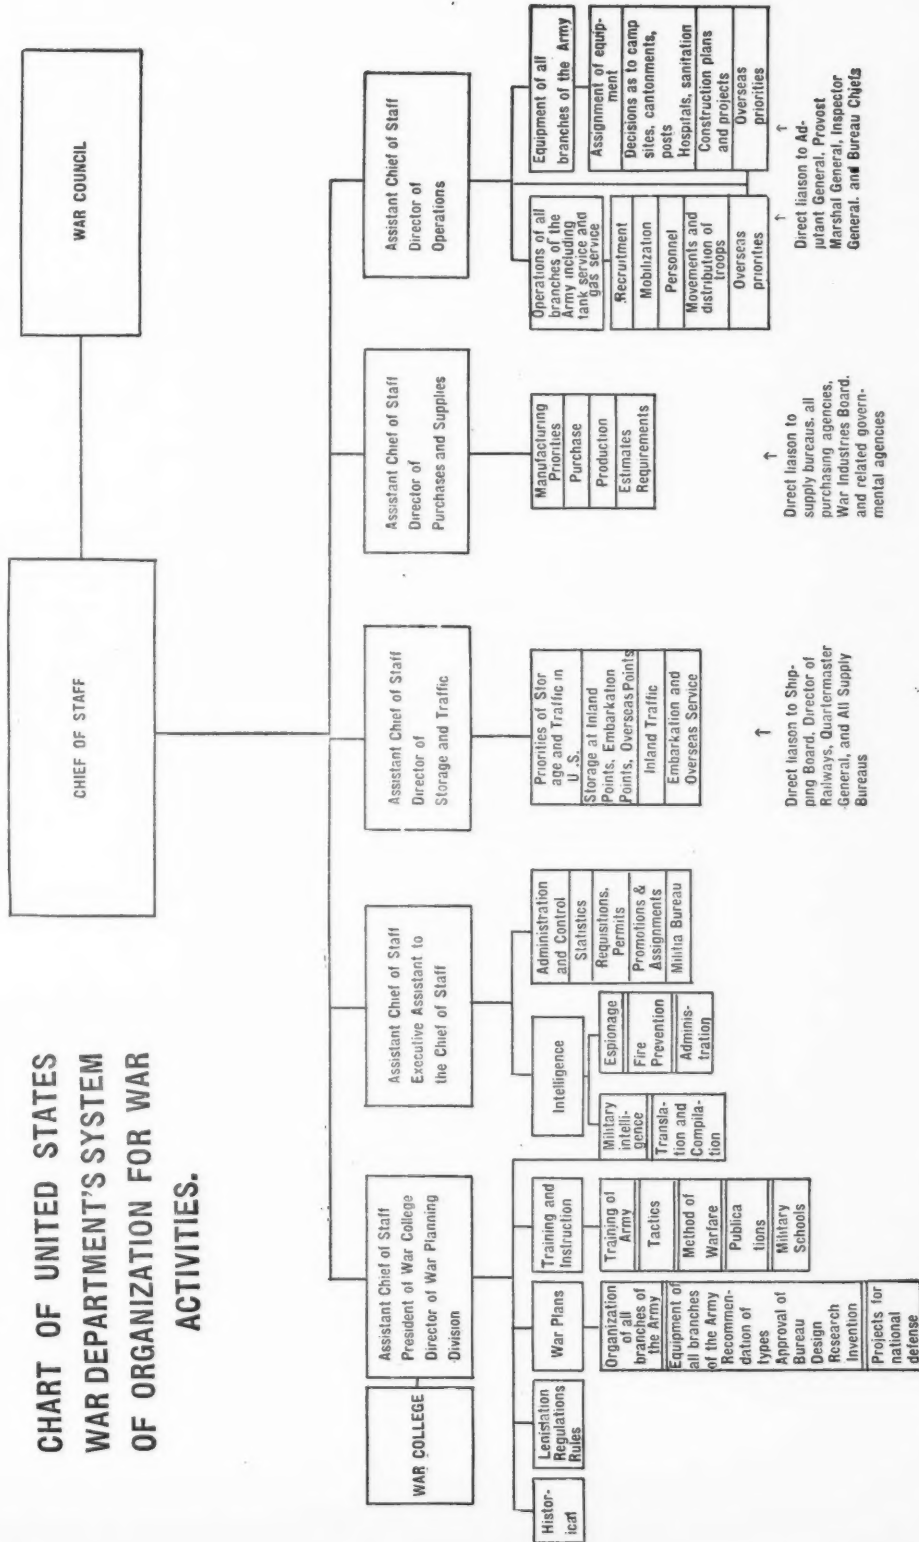 CHART OF UNITED STATES
WAR DEPARTMENT'S SYSTEM
OF ORGANIZATION FOR WAR
ACTIVITIES.
CHIEF OF STAFF
WAR COUNCIL
WAR COLLEGE
Assistant Chief of Staff
President of War College
Director of War Planning
Division
Histor-
ical
Lenislation
Regulations
Rules
War Plans
Organization
of all
branches of
the Army
Equipment of
all branches
of the Army
Recommen-
dation of
types
Approval of
Bureau
Design
Research
Invention
Projects for
national
defense
Training and
Instruction
Training of
Army
Tactics
Method of
Warfare
Publica
tions
Military
Schools
Military
intelli-
gence
Transla-
tion and
Compila-
tion
Assistant Chief of Staff
Executive Assistant to
the Chief of Staff
Intelligence
Espionage
Fire
Prevention
Adminis-
tration
Administration
and Control
Statistics
Requisitions,
Permits
Promotions &
Assignments
Militia Bureau
Assistant Chief of Staff
Director of
Storage and Traffic
Priorities of Stor
age and Traffic in
U.S.
Storage at Inland
Points, Embarkation
Points, Overseas Points
Inland Traffic
Embarkation and
Overseas Service
↑
Direct liaison to Ship-
ping Board, Director of
Railways, Quartermaster
General, and All Supply
Bureaus
Assistant Chief of Staff
Director of
Purchases and Supplies
Manufacturing
Priorities
Purchase
Production
Estimates
Requirements
↑
Direct liaison to
supply bureaus, all
purchasing agencies,
War Industries Board.
and related govern-
mental agencies
Assistant Chief of Staff
Director of
Operations
Operations of all
branches of the
Army including
tank service and
gas service
Recruitment
Mobilization
Personnel
Movements and
distribution of
troops
Overseas
priorities
Equipment of all
branches of the Army
Assignment of equip-
ment
Decisions as to camp
sites, cantonments,
posts
Hospitals, sanitation
Construction plans
and projects
Overseas
priorities
↑ ↑
Direct liaison to Ad-
jutant General, Provost
Marshal General, Inspector
General. and Bureau Chiefs